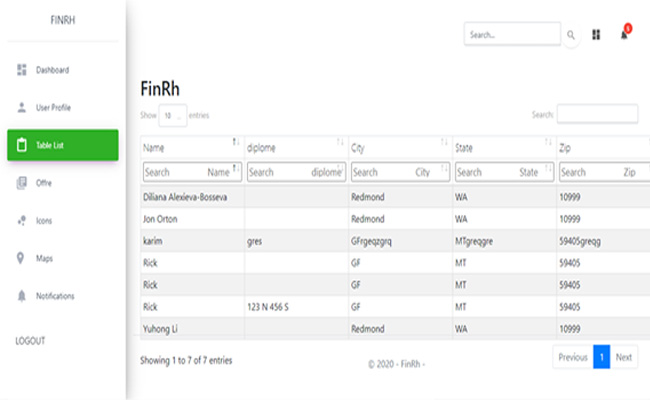 FINRH
Search...
5
Dashboard
User Profile
Table List
Offre
Icons
Maps
Notifications
LOGOUT
FinRh
Show 10 entries
Search:
Name diplome City State Zip
Search Name Search diplome Search City Search State Search Zip
Diliana Alexieva-Bosseva Redmond WA 10999
Jon Orton Redmond WA 10999
karim gres GFrgeqzgrq MTgreqgre 59405greqg
Rick GF MT 59405
Rick GF MT 59405
Rick 123 N 456 S GF MT 59405
Yuhong Li Redmond WA 10999
Showing 1 to 7 of 7 entries
Previous 1 Next
© 2020 - FinRh -